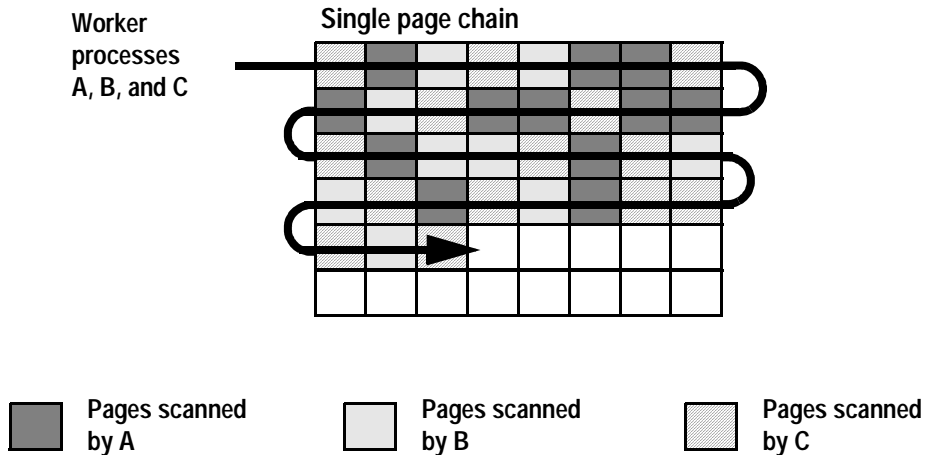 Single page chain
Worker
processes
A, B, and C
Pages scanned
by A
Pages scanned
by B
Pages scanned
by C